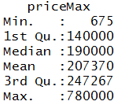 priceMax
Min.   :   675
1st Qu.:140000
Median :190000
Mean   :207370
3rd Qu.:247267
Max.   :780000